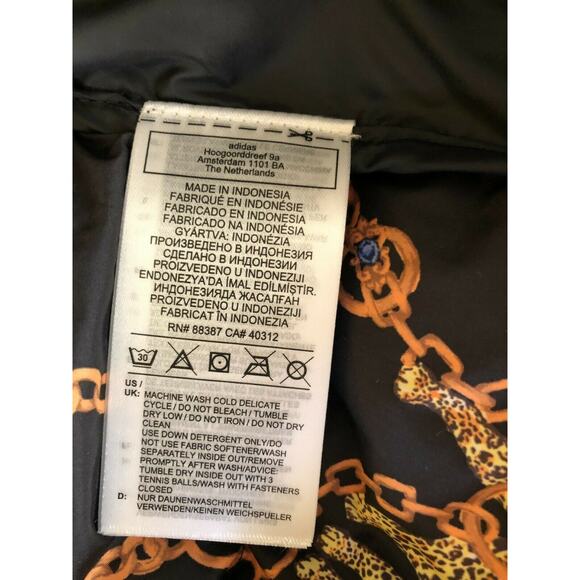 adidas
Hoogoorddreef 9a
Amsterdam 1101 BA
The Netherlands
MADE IN INDONESIA
FABRIQUÉ EN INDONÉSIE
FABRICADO EN INDONESIA
FABRICADO NA INDONÉSIA
GYÁRTVA: INDONÉZIA
ПРОИЗВЕДЕНО В ИНДОНЕЗИЯ
СДЕЛАНО В ИНДОНЕЗИИ
PROIZVEDENO U INDONEZIJI
ENDONEZYA'DA İMAL EDİLMİŞTİR.
ИНДОНЕЗИЯДА ЖАСАЛҒАН
PROIZVEDENO U INDONEZIJI
FABRICAT ÎN INDONEZIA
RN# 88387 CA# 40312
30
US /
UK: MACHINE WASH COLD DELICATE
CYCLE / DO NOT BLEACH / TUMBLE
DRY LOW / DO NOT IRON / DO NOT DRY
CLEAN
USE DOWN DETERGENT ONLY/DO
NOT USE FABRIC SOFTENER/WASH
SEPARATELY INSIDE OUT/REMOVE
PROMPTLY AFTER WASH/ADVICE:
TUMBLE DRY INSIDE OUT WITH 3
TENNIS BALLS/WASH WITH FASTENERS
CLOSED
D: NUR DAUNENWASCHMITTEL
VERWENDEN/KEINEN WEICHSPUELER